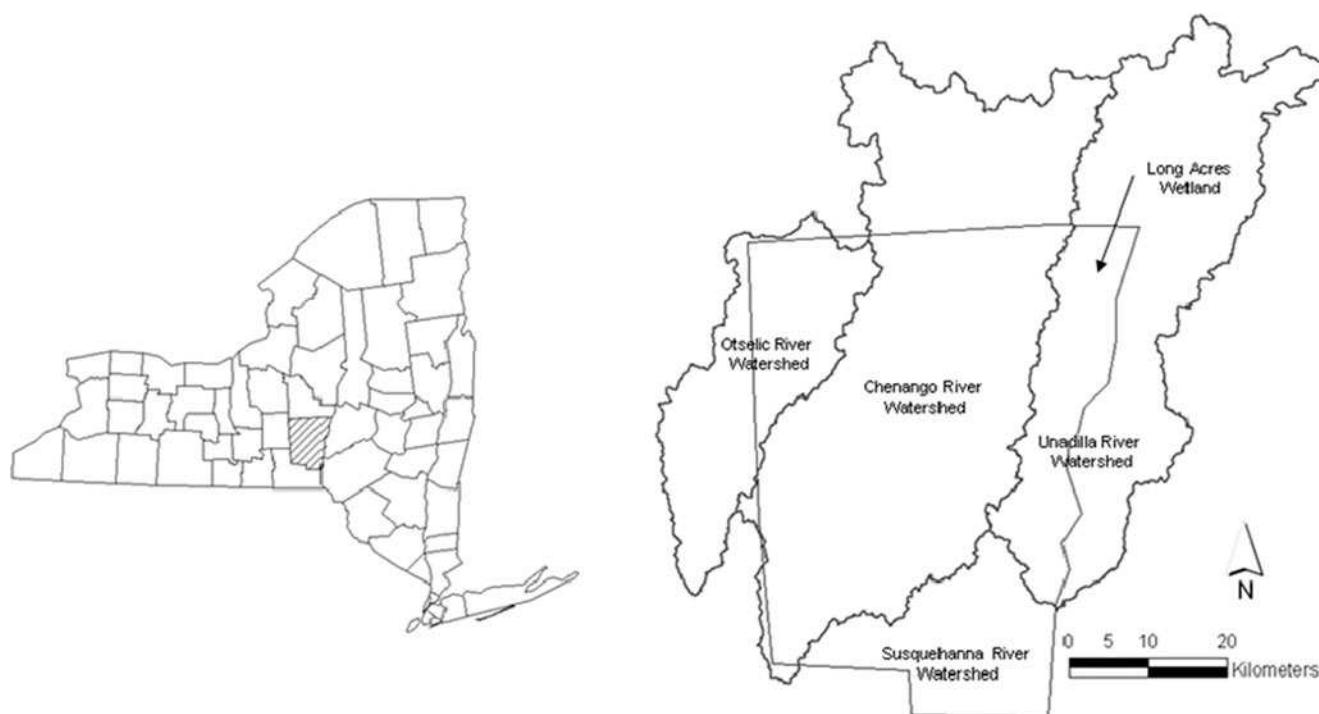 Long Acres
Wetland
Otselic River
Watershed
Chenango River
Watershed
Unadilla River
Watershed
N
Susquehanna River
Watershed
0 5 10 20
Kilometers